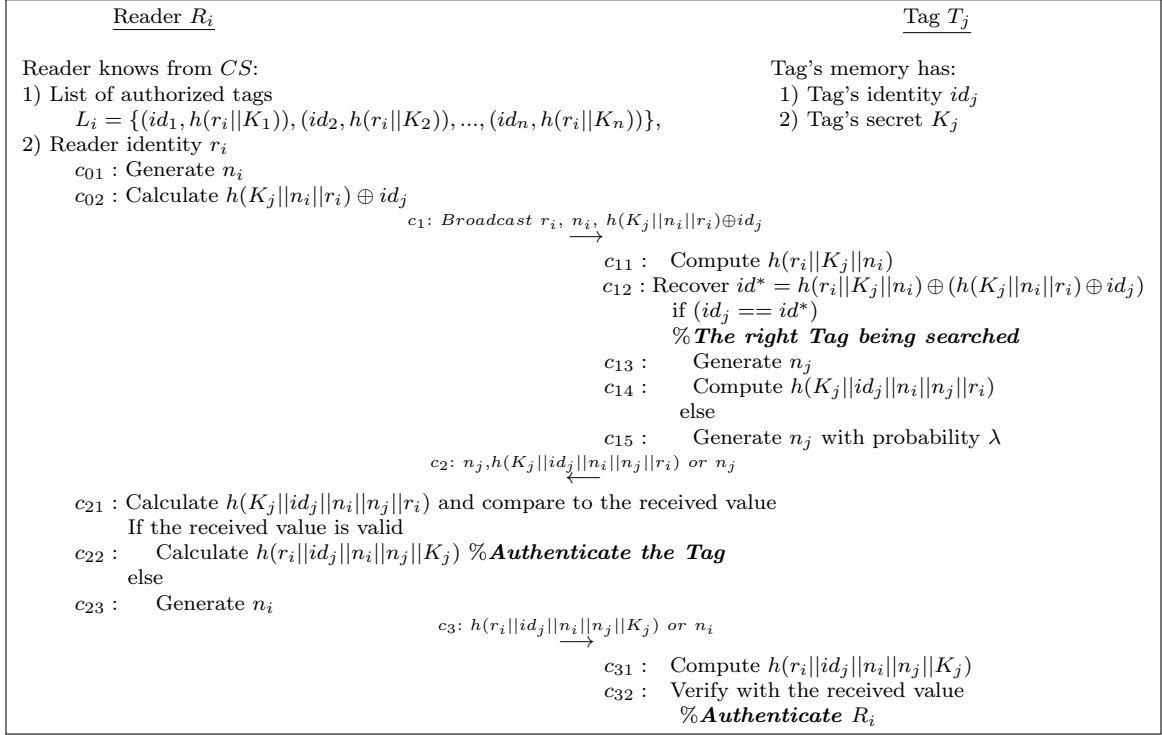 Reader R_i Tag T_j
Reader knows from CS: Tag's memory has:
1) List of authorized tags 1) Tag's identity id_j
L_i = {(id_1, h(r_i||K_1)), (id_2, h(r_i||K_2)), ..., (id_n, h(r_i||K_n))}, 2) Tag's secret K_j
2) Reader identity r_i
c_01 : Generate n_i
c_02 : Calculate h(K_j||n_i||r_i) ⊕ id_j
c_1: Broadcast r_i, n_i, h(K_j||n_i||r_i)⊕id_j
⟶
c_11 : Compute h(r_i||K_j||n_i)
c_12 : Recover id* = h(r_i||K_j||n_i) ⊕ (h(K_j||n_i||r_i) ⊕ id_j)
if (id_j == id*)
%The right Tag being searched
c_13 : Generate n_j
c_14 : Compute h(K_j||id_j||n_i||n_j||r_i)
else
c_15 : Generate n_j with probability λ
c_2: n_j,h(K_j||id_j||n_i||n_j||r_i) or n_j
⟵
c_21 : Calculate h(K_j||id_j||n_i||n_j||r_i) and compare to the received value
If the received value is valid
c_22 : Calculate h(r_i||id_j||n_i||n_j||K_j) %Authenticate the Tag
else
c_23 : Generate n_i
c_3: h(r_i||id_j||n_i||n_j||K_j) or n_i
⟶
c_31 : Compute h(r_i||id_j||n_i||n_j||K_j)
c_32 : Verify with the received value
%Authenticate R_i